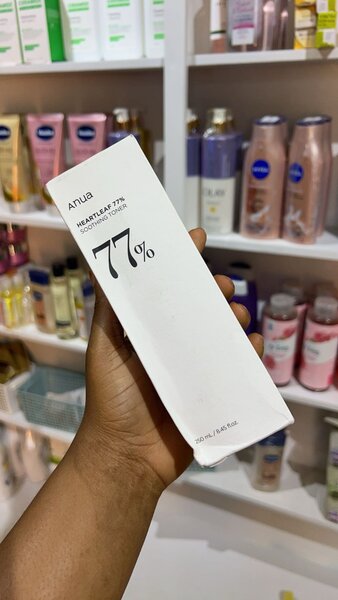 Anua
HEARTLEAF 77%
SOOTHING TONER
77%
250 mL / 8.45 fl.oz.
NIVEA
NIVEA
OLAY
NIVEA
NIVEA